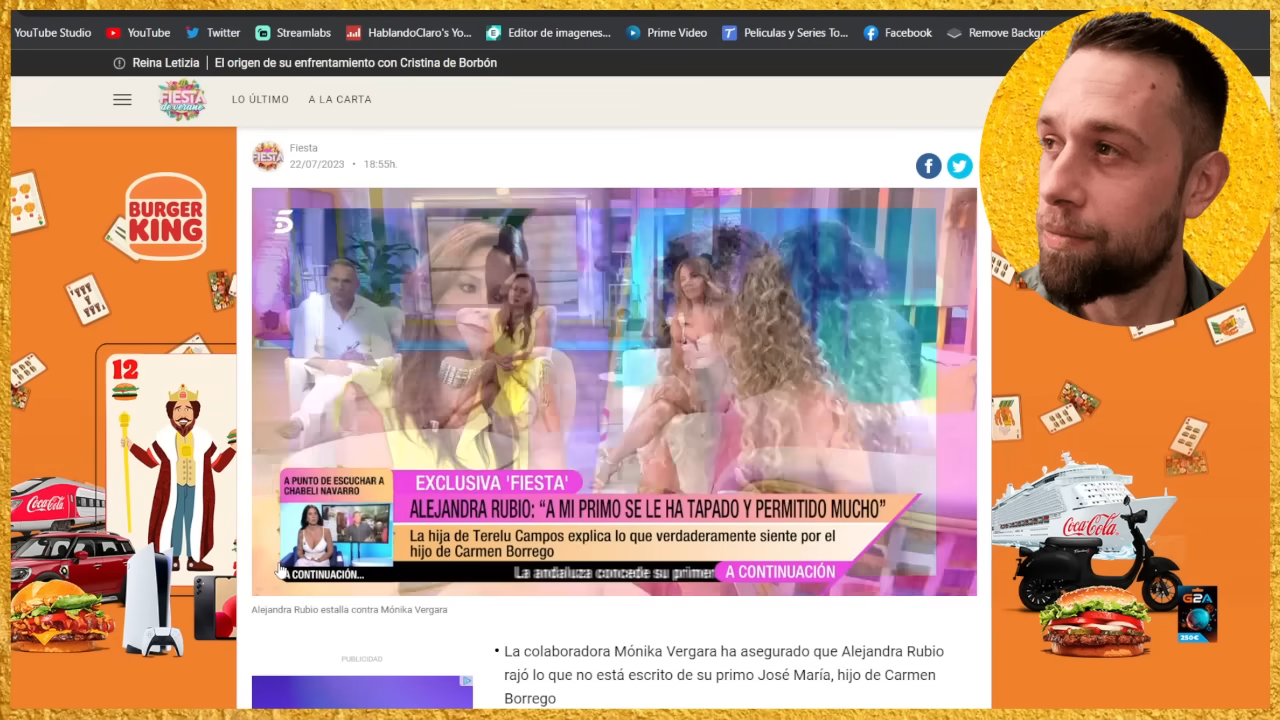 YouTube Studio
YouTube
Twitter
Streamlabs
HablandoClaro's Yo...
Editor de imagenes...
Prime Video
Peliculas y Series To...
Facebook
Remove Backgr
Reina Letizia | El origen de su enfrentamiento con Cristina de Borbón
FIESTA
de verano
LO ÚLTIMO
A LA CARTA
FIESTA
Fiesta
22/07/2023 • 18:55h.
BURGER
KING
5
12
A PUNTO DE ESCUCHAR A
CHABELI NAVARRO
EXCLUSIVA 'FIESTA'
ALEJANDRA RUBIO: “A MI PRIMO SE LE HA TAPADO Y PERMITIDO MUCHO”
La hija de Terelu Campos explica lo que verdaderamente siente por el
hijo de Carmen Borrego
A CONTINUACIÓN...
La andaluza concede su primer
A CONTINUACIÓN
Coca-Cola
Coca-Cola
G2A
250€
Alejandra Rubio estalla contra Mónika Vergara
PUBLICIDAD
• La colaboradora Mónika Vergara ha asegurado que Alejandra Rubio
rajó lo que no está escrito de su primo José María, hijo de Carmen
Borrego